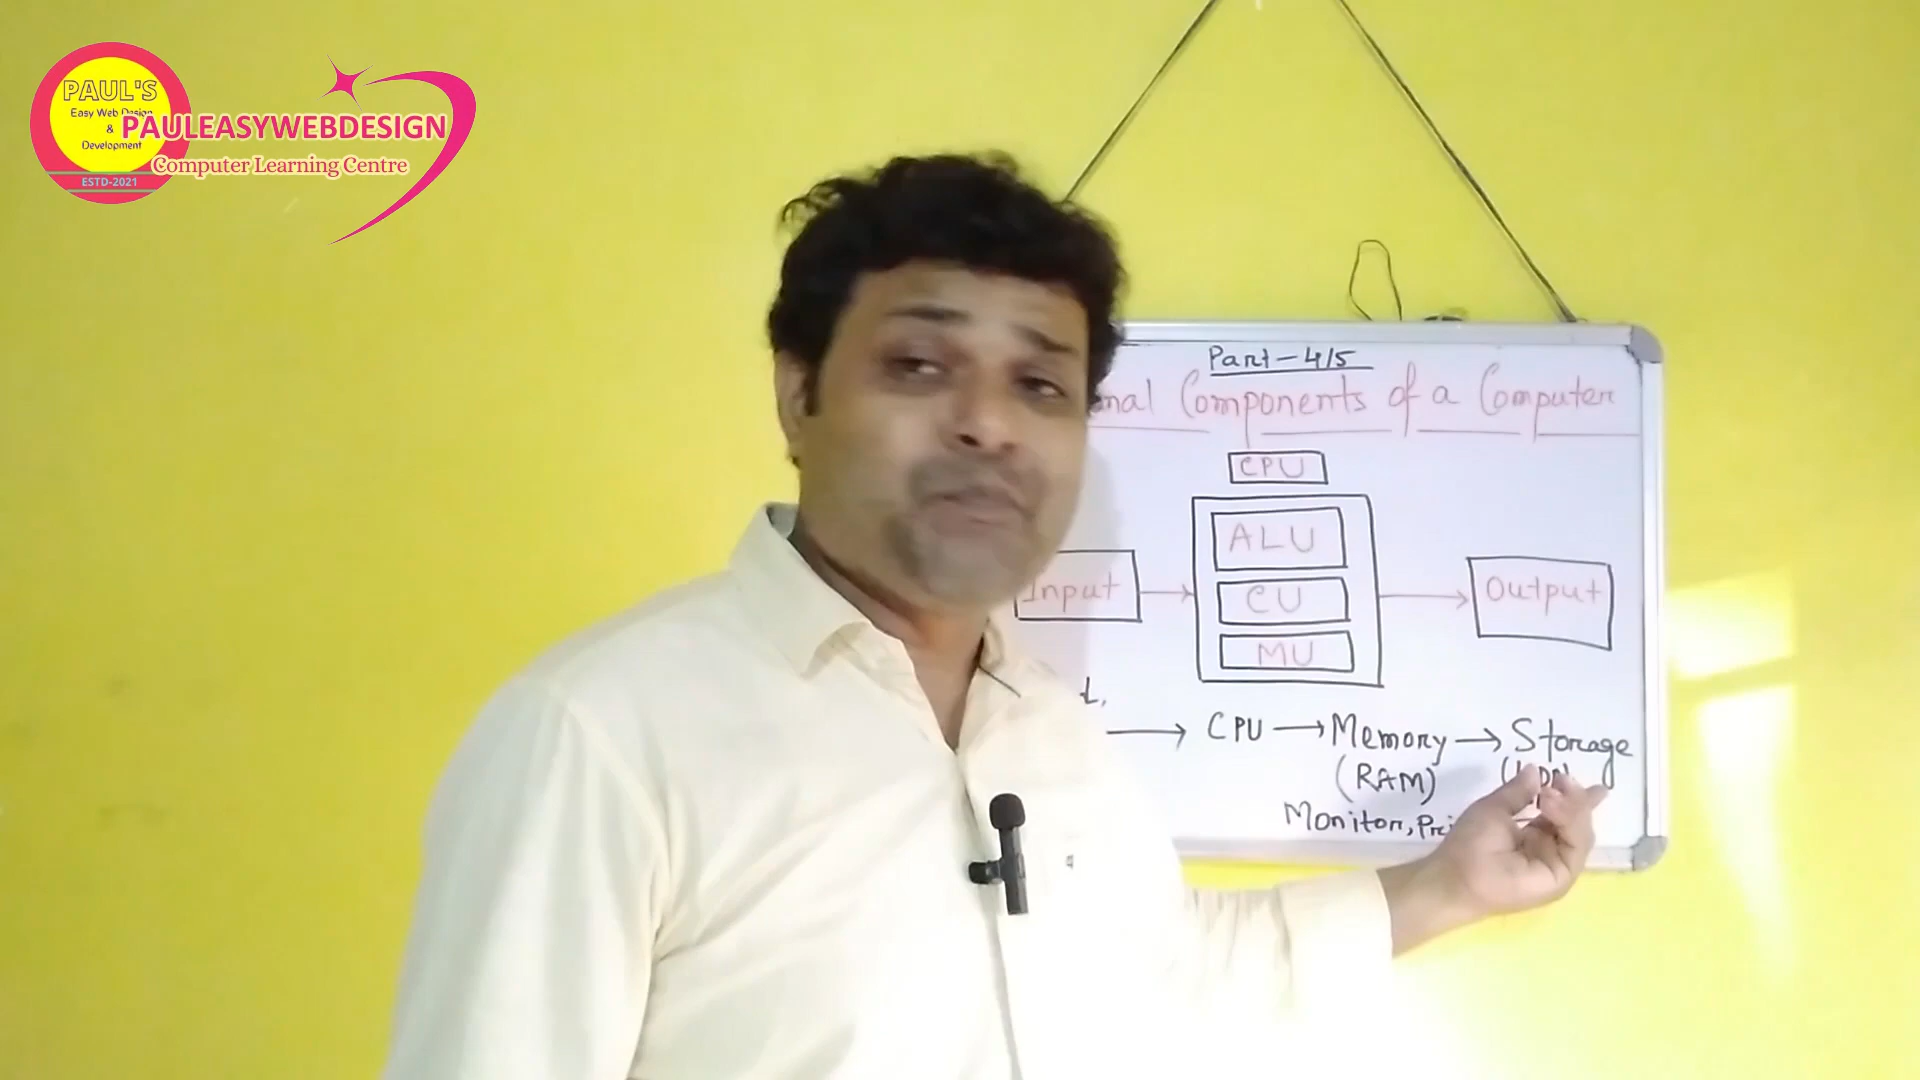 PAUL'S
Easy Web Design
&
Development
ESTD-2021
PAULEASYWEBDESIGN
Computer Learning Centre
Part-4/5
Components of a Computer
CPU
ALU
Input
CU
Output
MU
CPU → Memory → Storage
(RAM)
Monitor,